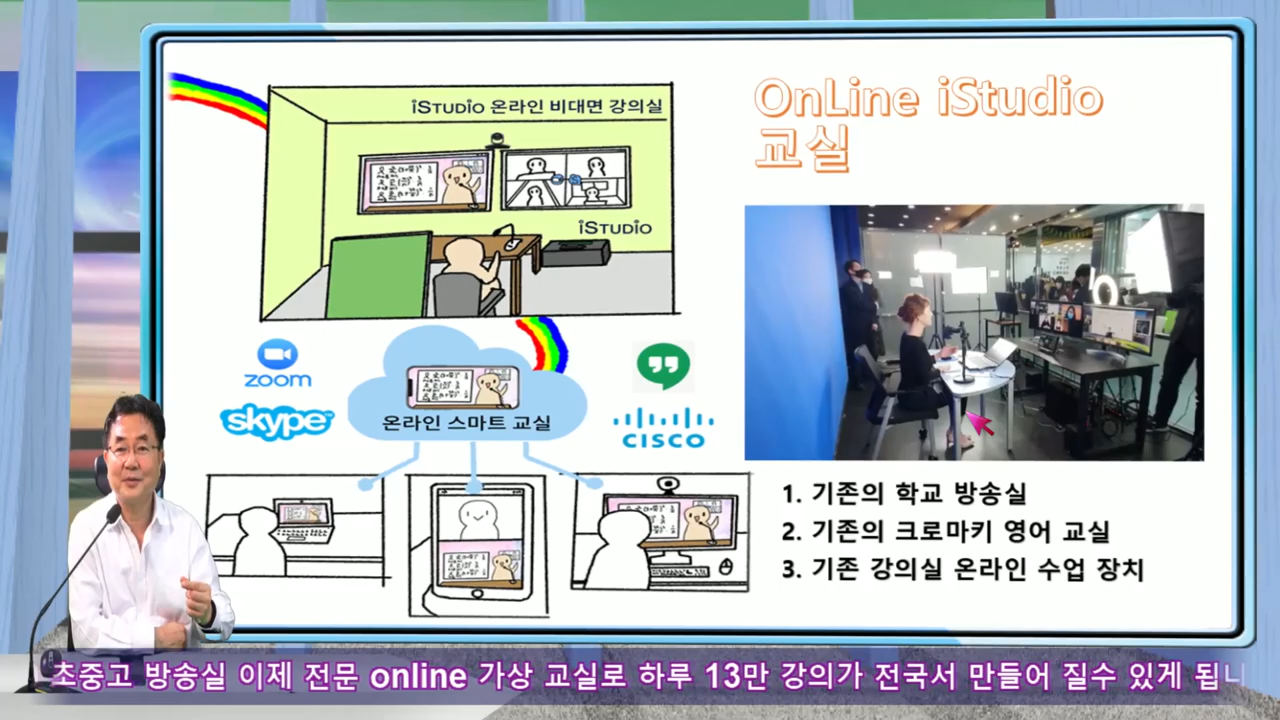 iSTUDIO 온라인 비대면 강의실
iSTUDIO
OnLine iStudio
교실
zoom
skype™
온라인 스마트 교실
CISCO
1. 기존의 학교 방송실
2. 기존의 크로마키 영어 교실
3. 기존 강의실 온라인 수업 장치
초중고 방송실 이제 전문 online 가상 교실로 하루 13만 강의가 전국서 만들어 질수 있게 됩니